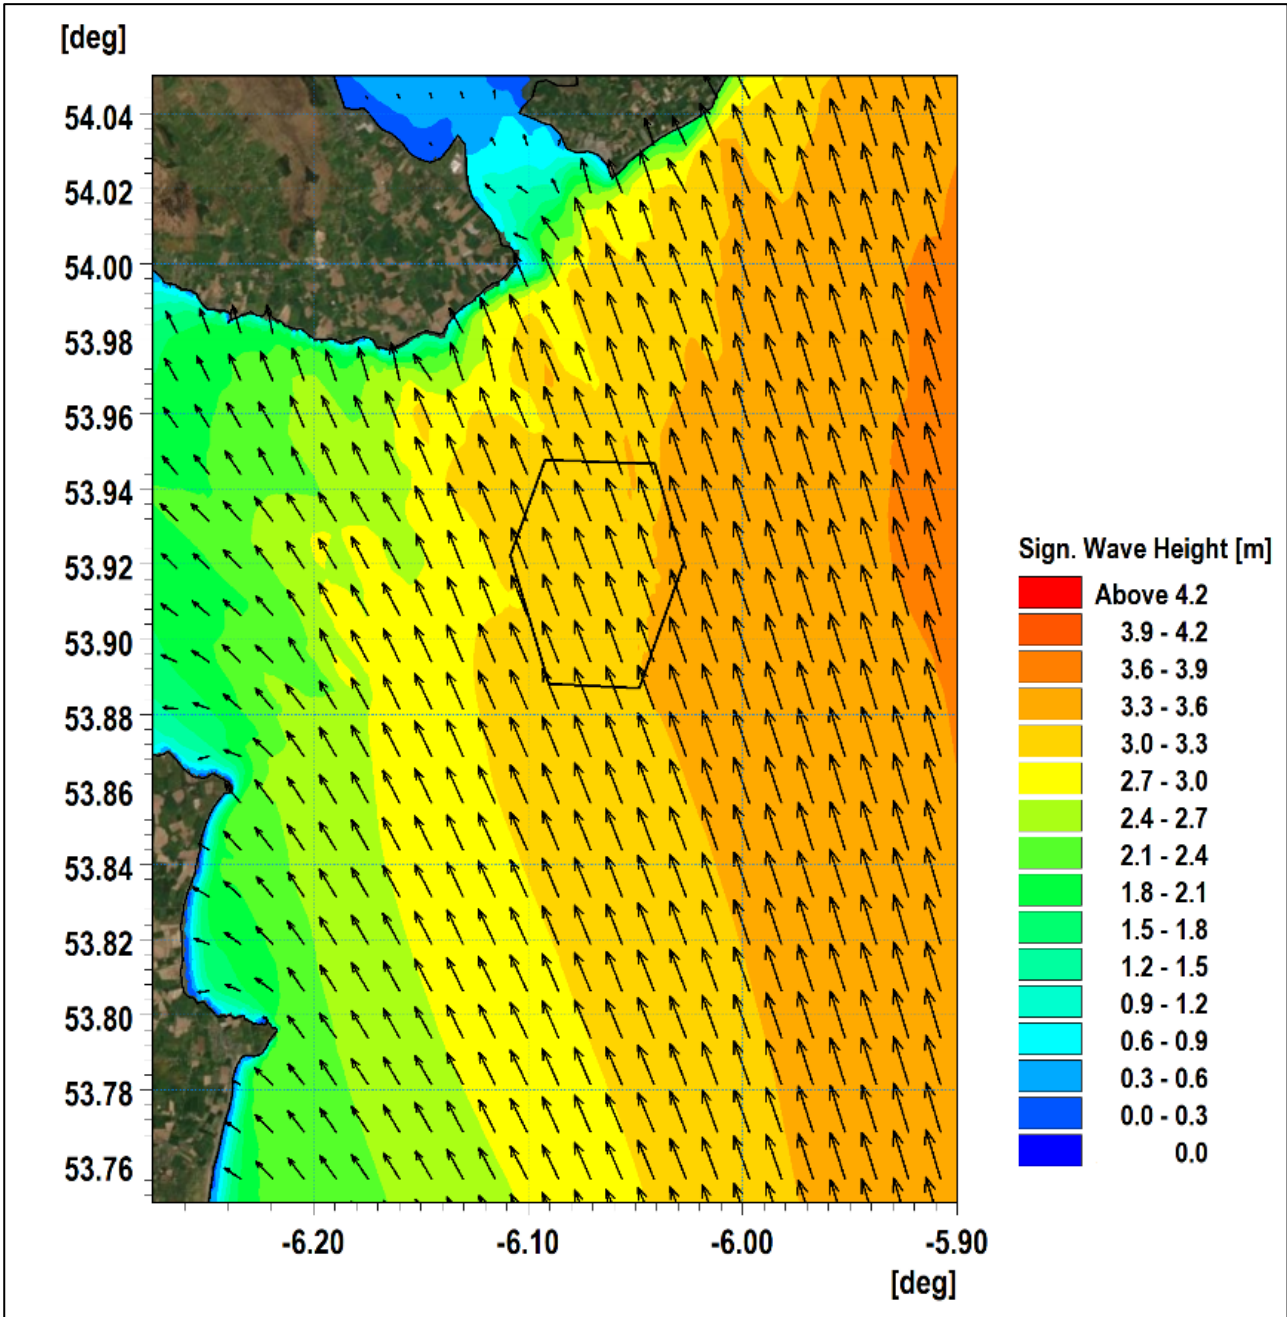 [deg]
54.04
54.02
54.00
53.98
53.96
53.94
53.92
53.90
53.88
53.86
53.84
53.82
53.80
53.78
53.76
-6.20 -6.10 -6.00 -5.90
[deg]
Sign. Wave Height [m]
Above 4.2
3.9 - 4.2
3.6 - 3.9
3.3 - 3.6
3.0 - 3.3
2.7 - 3.0
2.4 - 2.7
2.1 - 2.4
1.8 - 2.1
1.5 - 1.8
1.2 - 1.5
0.9 - 1.2
0.6 - 0.9
0.3 - 0.6
0.0 - 0.3
0.0